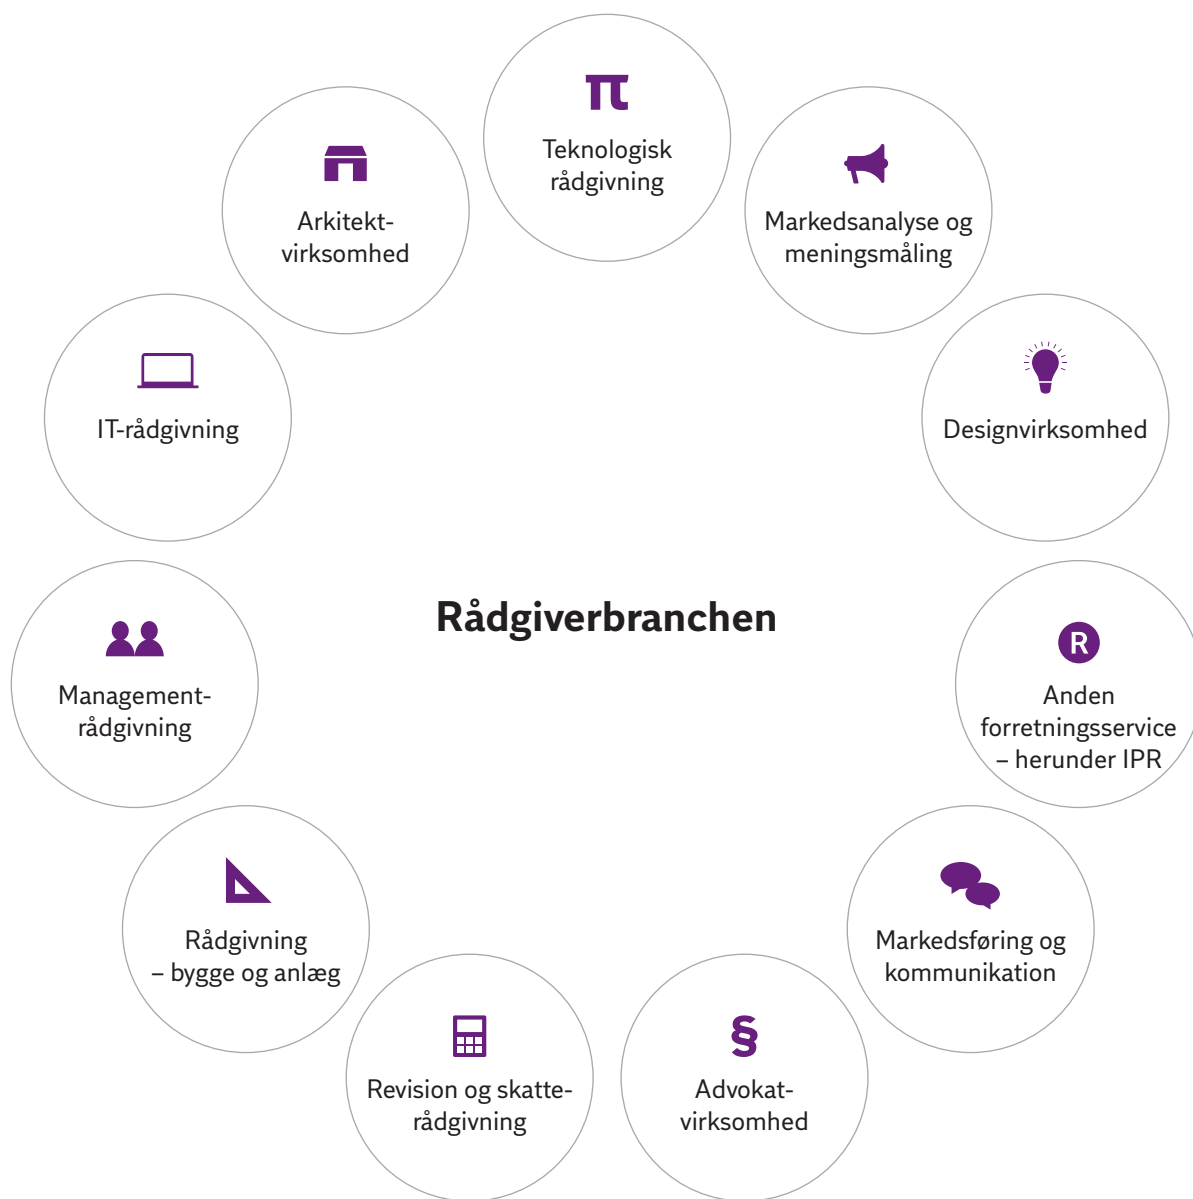 π
Teknologisk
rådgivning
Markedsanalyse og
meningsmåling
Designvirksomhed
R
Anden
forretningsservice
– herunder IPR
Markedsføring og
kommunikation
§
Advokat-
virksomhed
Revision og skatte-
rådgivning
Rådgivning
– bygge og anlæg
Management-
rådgivning
IT-rådgivning
Arkitekt-
virksomhed
Rådgiverbranchen